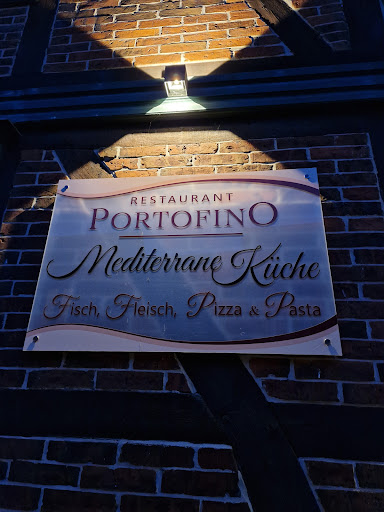 RESTAURANT
PORTOFINO
Mediterrane Küche
Fisch, Fleisch, Pizza & Pasta